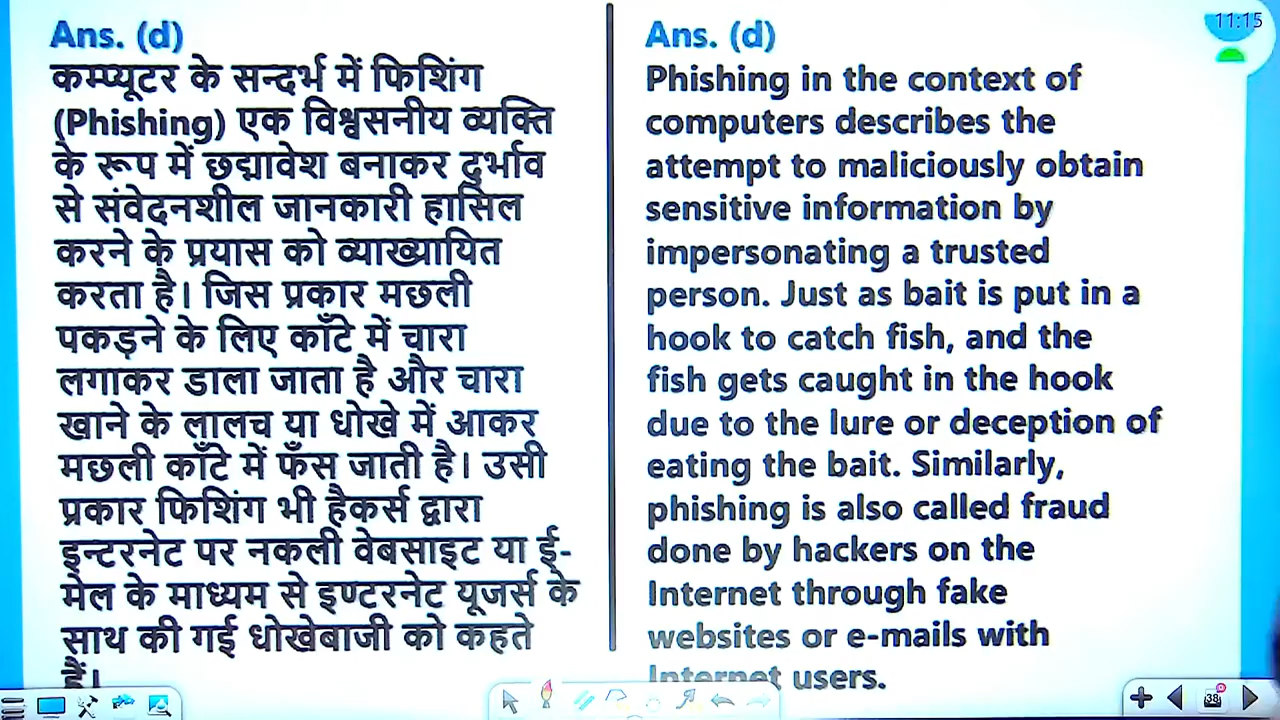 Ans. (d)
कम्प्यूटर के सन्दर्भ में फिशिंग
(Phishing) एक विश्वसनीय व्यक्ति
के रूप में छद्मावेश बनाकर दुर्भाव
से संवेदनशील जानकारी हासिल
करने के प्रयास को व्याख्यायित
करता है। जिस प्रकार मछली
पकड़ने के लिए काँटे में चारा
लगाकर डाला जाता है और चारा
खाने के लालच या धोखे में आकर
मछली काँटे में फँस जाती है। उसी
प्रकार फिशिंग भी हैकर्स द्वारा
इन्टरनेट पर नकली वेबसाइट या ई-
मेल के माध्यम से इण्टरनेट यूजर्स के
साथ की गई धोखेबाजी को कहते
हैं।
Ans. (d)
Phishing in the context of
computers describes the
attempt to maliciously obtain
sensitive information by
impersonating a trusted
person. Just as bait is put in a
hook to catch fish, and the
fish gets caught in the hook
due to the lure or deception of
eating the bait. Similarly,
phishing is also called fraud
done by hackers on the
Internet through fake
websites or e-mails with
Internet users.
11:15
38